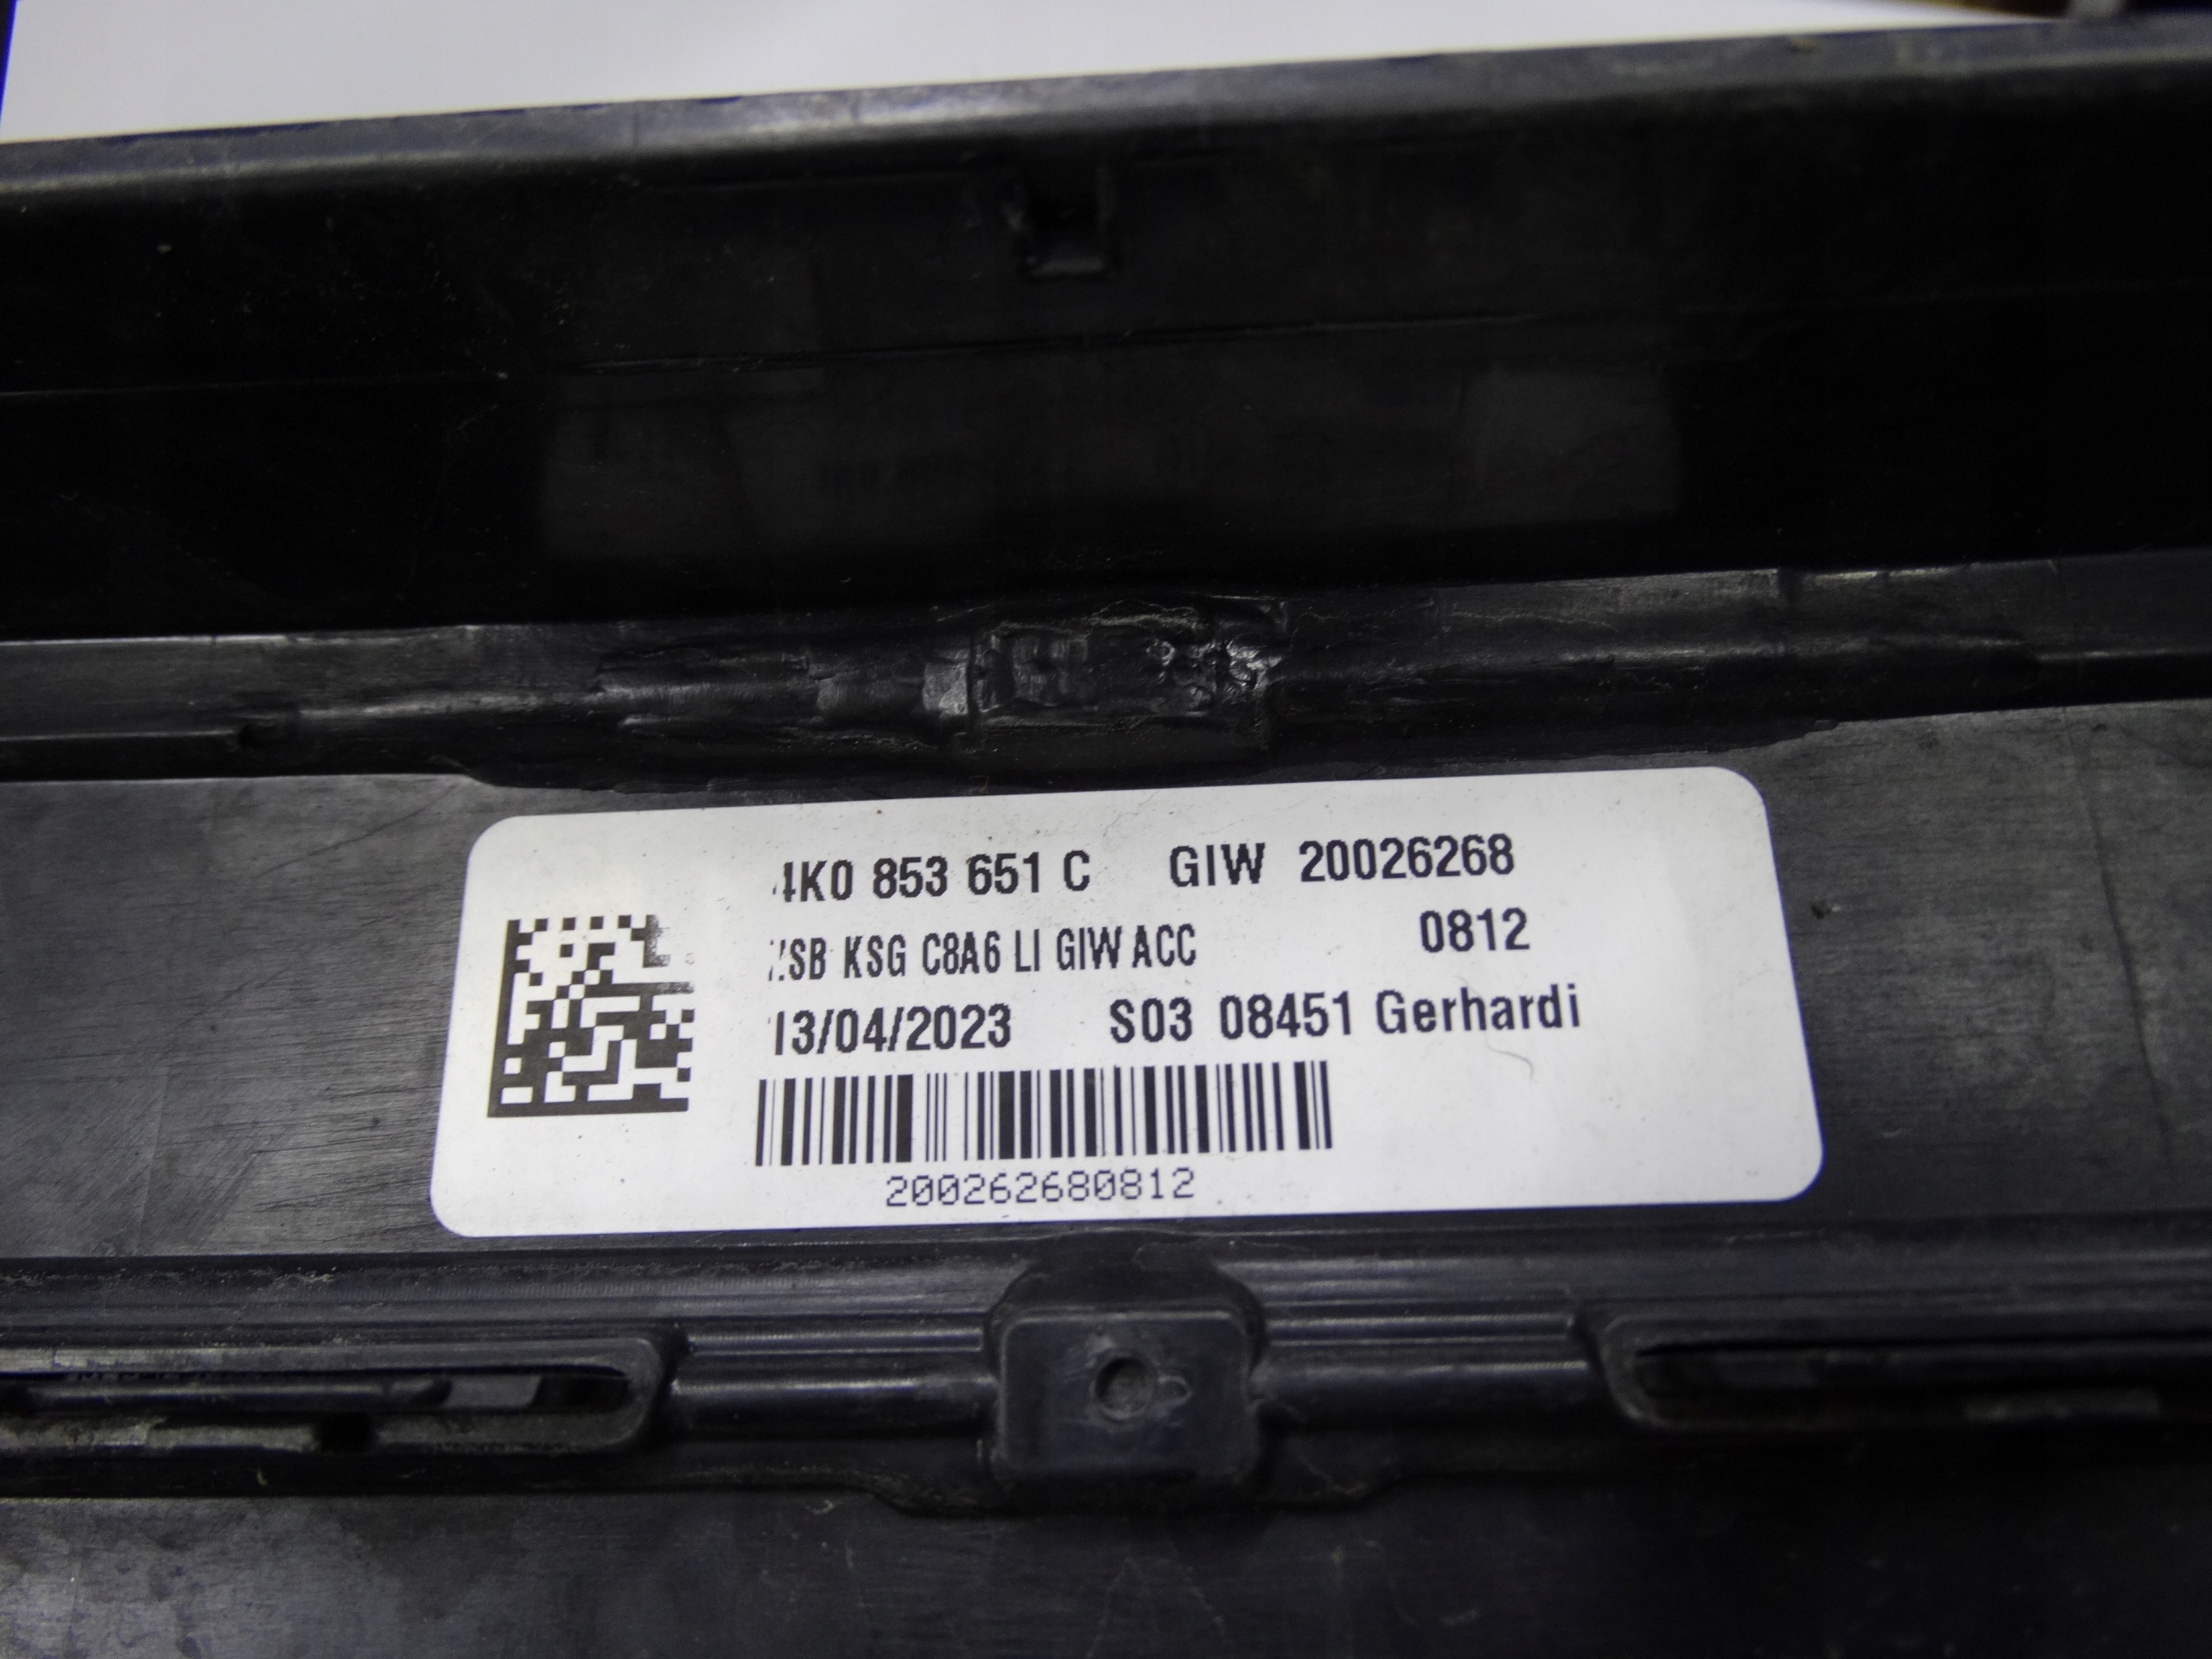 4K0 853 651 C GIW 20026268
ZSB KSG C8A6 LI GIW ACC 0812
13/04/2023 S03 08451 Gerhardi
200262680812